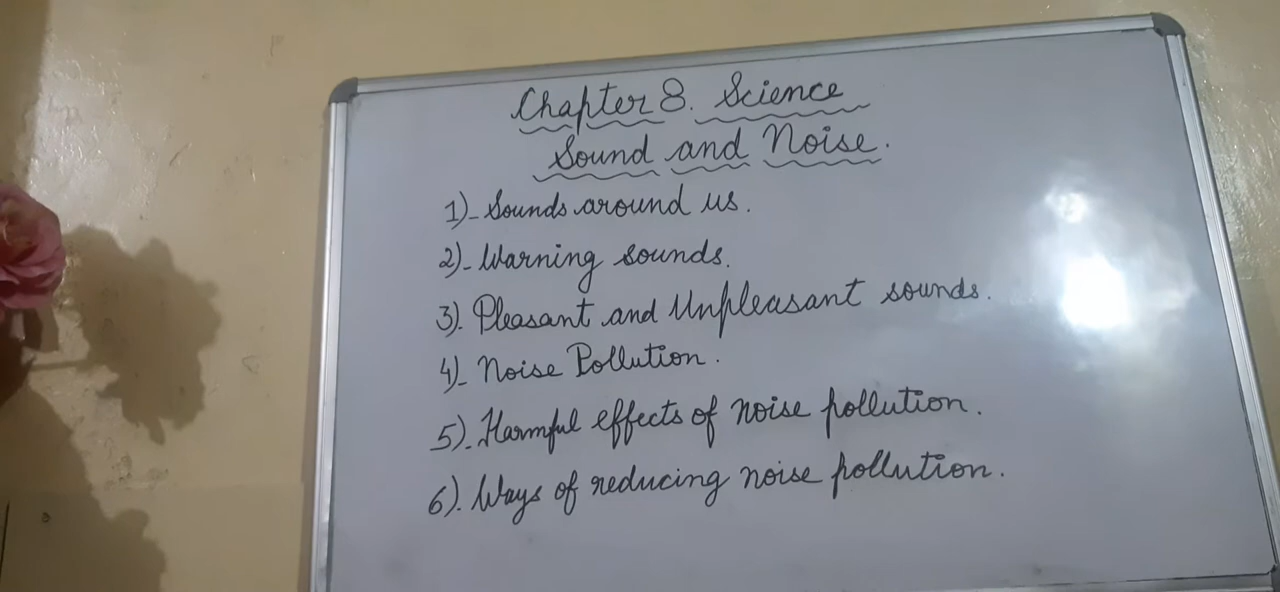 Chapter 8. Science
Sound and Noise.
1)- Sounds around us.
2)- Warning sounds.
3). Pleasant and Unpleasant sounds.
4)- Noise Pollution.
5)- Harmful effects of noise pollution.
6). Ways of reducing noise pollution.